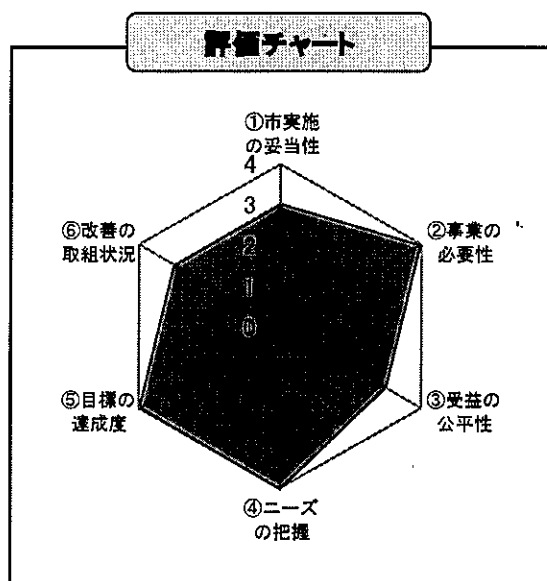 評価チャート
①市実施
の妥当性
4
3
2
1
0
②事業の
必要性
③受益の
公平性
④ニーズ
の把握
⑤目標の
達成度
⑥改善の
取組状況